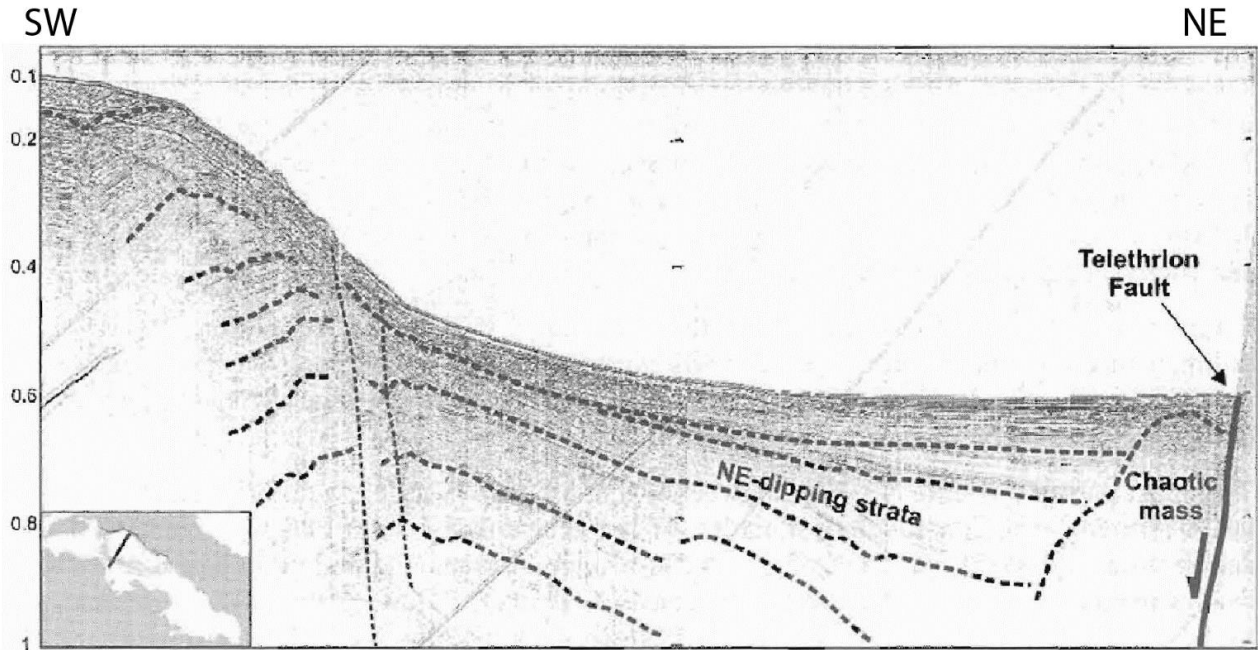 SW
NE
0.1
0.2
0.4
0.6
0.8
1
Telethrion
Fault
NE-dipping strata
Chaotic
mass